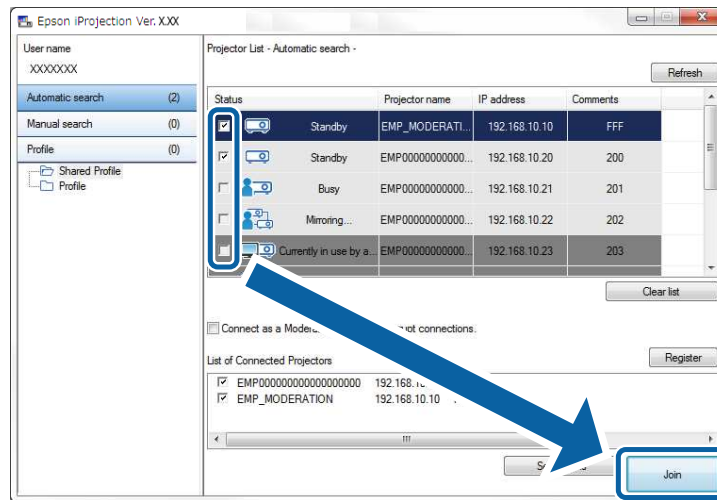 Epson iProjection Ver. X.XX
User name
XXXXXXX
Automatic search (2)
Manual search (0)
Profile (0)
Shared Profile
Profile
Projector List - Automatic search -
Refresh
Status Projector name IP address Comments
Standby EMP_MODERATI... 192.168.10.10 FFF
Standby EMP00000000000... 192.168.10.20 200
Busy EMP00000000000... 192.168.10.21 201
Mirroring... EMP00000000000... 192.168.10.22 202
Currently in use by a... EMP00000000000... 192.168.10.23 203
Clear list
Connect as a connections.
List of Connected Projectors
Register
EMP000000000000000000
EMP_MODERATION 192.168.10.10
Join